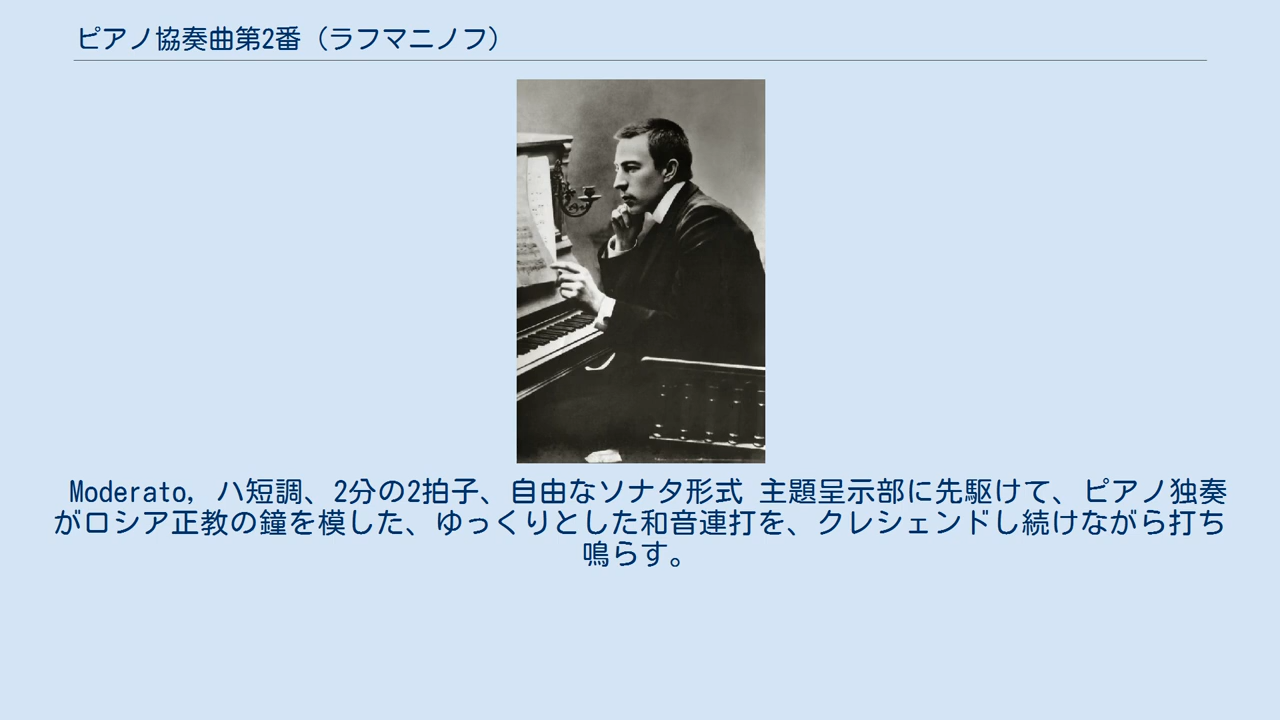 ピアノ協奏曲第2番（ラフマニノフ）
Moderato, ハ短調、2分の2拍子、自由なソナタ形式 主題呈示部に先駆けて、ピアノ独奏
がロシア正教の鐘を模した、ゆっくりとした和音連打を、クレシェンドし続けながら打ち
鳴らす。